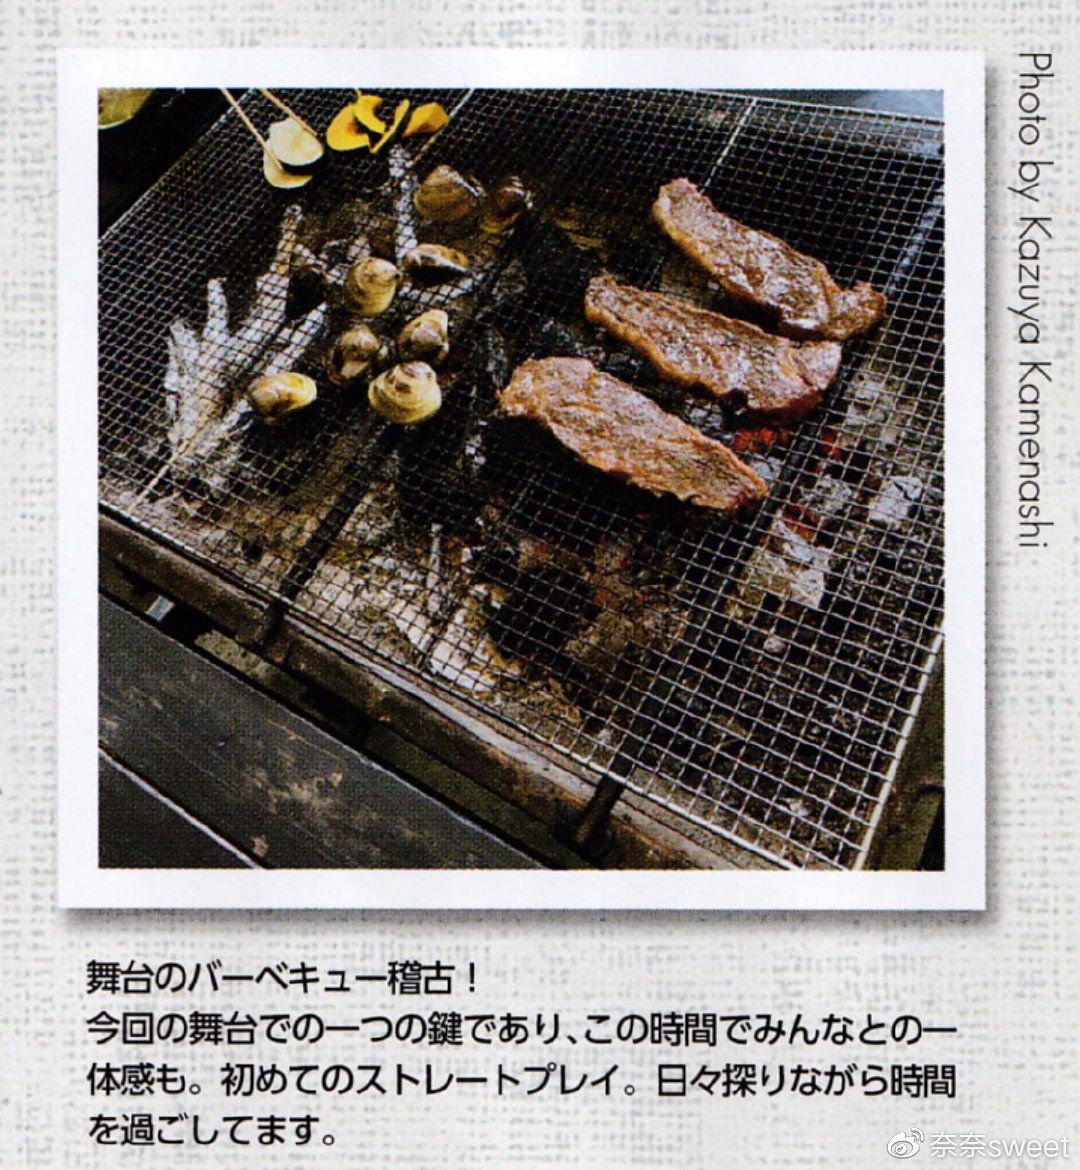 Photo by Kazuya Kamenashi
舞台のバーベキュー稽古！
今回の舞台での一つの鍵であり、この時間でみんなとの一
体感も。初めてのストレートプレイ。日々探りながら時間
を過ごしてます。
奈奈sweet